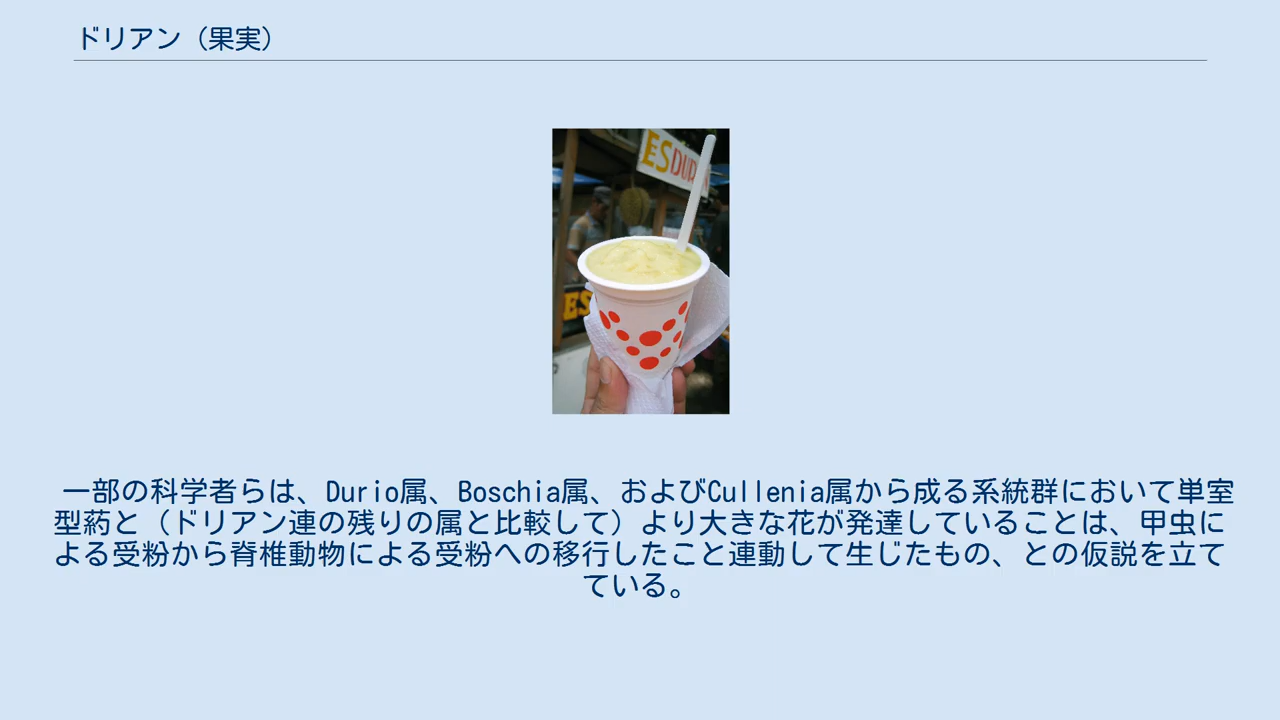 ドリアン（果実）
ES DUR
ES
一部の科学者らは、Durio属、Boschia属、およびCullenia属から成る系統群において単室
型葯と（ドリアン連の残りの属と比較して）より大きな花が発達していることは、甲虫に
よる受粉から脊椎動物による受粉への移行したこと連動して生じたもの、との仮説を立て
ている。